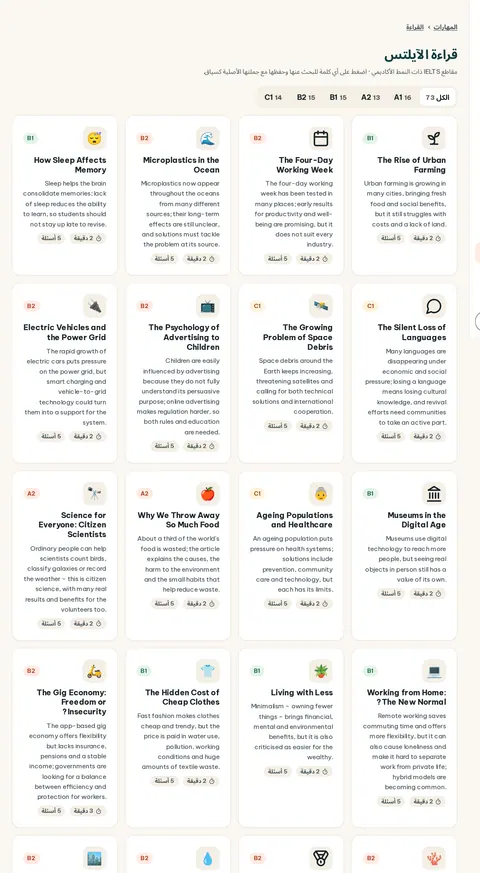 المهارات › القراءة
قراءة الآيلتس
مقاطع IELTS ذات النمط الأكاديمي · اضغط على أي كلمة للبحث عنها وحفظها مع جملتها الأصلية كسياق.
الكل 73 A1 16 A2 13 B1 15 B2 15 C1 14
B1
The Rise of Urban
Farming
Urban farming is growing in
many cities, bringing fresh
food and social benefits,
but it still struggles with
costs and a lack of land.
2 دقيقة 5 أسئلة
B2
The Four-Day
Working Week
The four-day working
week has been tested in
many places; early results
for productivity and well-
being are promising, but it
does not suit every
industry.
2 دقيقة 5 أسئلة
B2
Microplastics in the
Ocean
Microplastics now appear
throughout the oceans
from many different
sources; their long-term
effects are still unclear,
and solutions must tackle
the problem at its source.
2 دقيقة 5 أسئلة
B1
How Sleep Affects
Memory
Sleep helps the brain
consolidate memories; lack
of sleep reduces the ability
to learn, so students should
not stay up late to revise.
2 دقيقة 5 أسئلة
C1
The Silent Loss of
Languages
Many languages are
disappearing under
economic and social
pressure; losing a language
means losing cultural
knowledge, and revival
efforts need communities
to take an active part.
2 دقيقة 5 أسئلة
C1
The Growing
Problem of Space
Debris
Space debris around the
Earth keeps increasing,
threatening satellites and
calling for both technical
solutions and international
cooperation.
2 دقيقة 5 أسئلة
B2
The Psychology of
Advertising to
Children
Children are easily
influenced by advertising
because they do not fully
understand its persuasive
purpose; online advertising
makes regulation harder, so
both rules and education
are needed.
2 دقيقة 5 أسئلة
B2
Electric Vehicles and
the Power Grid
The rapid growth of
electric cars puts pressure
on the power grid, but
smart charging and
vehicle-to-grid
technology could turn
them into a support for the
system.
2 دقيقة 5 أسئلة
B1
Museums in the
Digital Age
Museums use digital
technology to reach more
people, but seeing real
objects in person still has a
value of its own.
2 دقيقة 5 أسئلة
C1
Ageing Populations
and Healthcare
An ageing population puts
pressure on health systems;
solutions include
prevention, community
care and technology, but
each has its limits.
2 دقيقة 5 أسئلة
A2
Why We Throw Away
So Much Food
About a third of the world's
food is wasted; the article
explains the causes, the
harm to the environment
and the small habits that
help reduce waste.
2 دقيقة 5 أسئلة
A2
Science for
Everyone: Citizen
Scientists
Ordinary people can help
scientists count birds,
classify galaxies or record
the weather – this is citizen
science, with many real
results and benefits for the
volunteers too.
2 دقيقة 5 أسئلة
B1
Working from Home:
?The New Normal
Remote working saves
commuting time and offers
more flexibility, but it can
also cause loneliness and
make it hard to separate
work from private life;
hybrid models are
becoming common.
2 دقيقة 5 أسئلة
B1
Living with Less
Minimalism – owning fewer
things – brings financial,
mental and environmental
benefits, but it is also
criticised as easier for the
wealthy.
2 دقيقة 5 أسئلة
B1
The Hidden Cost of
Cheap Clothes
Fast fashion makes clothes
cheap and trendy, but the
price is paid in water use,
pollution, working
conditions and huge
amounts of textile waste.
2 دقيقة 5 أسئلة
B2
The Gig Economy:
Freedom or
?Insecurity
The app-based gig
economy offers flexibility
but lacks insurance,
pensions and a stable
income; governments are
looking for a balance
between efficiency and
protection for workers.
3 دقيقة 5 أسئلة
B2
B2
B2
B2